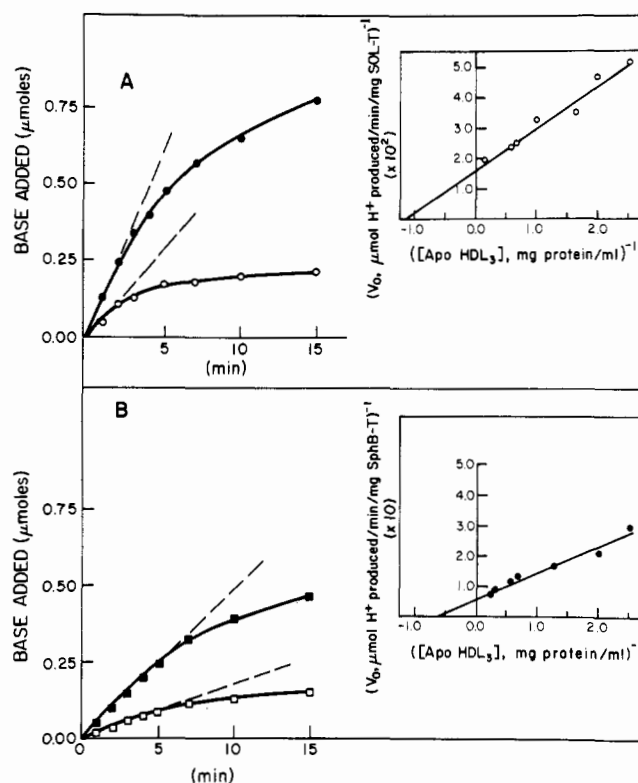 A
BASE ADDED (μmoles)
0.75
0.50
0.25
0.00
0
5
10
15
(min)
(V₀, μmol H⁺ produced/min/mg SOL-T)⁻¹
(x 10²)
5.0
4.0
3.0
2.0
1.0
-1.0
0.0
1.0
2.0
([Apo HDL₃], mg protein/ml)⁻¹
B
BASE ADDED (μmoles)
0.75
0.50
0.25
0.00
0
5
10
15
(min)
(V₀, μmol H⁺ produced/min/mg SphB-T)⁻¹
(x 10)
5.0
4.0
3.0
2.0
1.0
-1.0
0.0
1.0
2.0
([Apo HDL₃], mg protein/ml)⁻